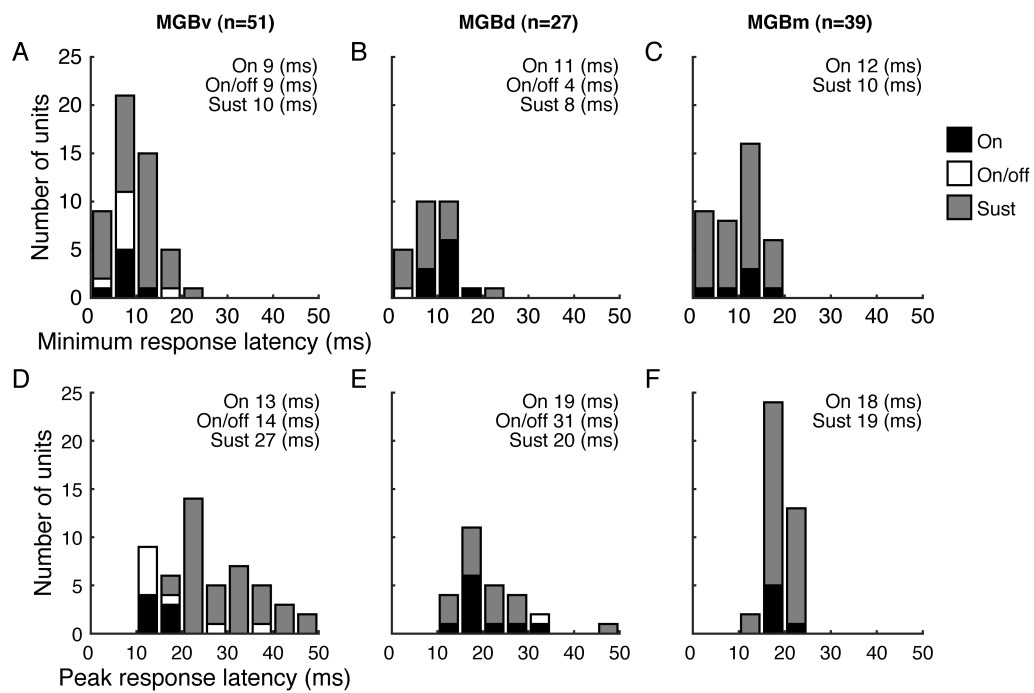 MGBv (n=51) MGBd (n=27) MGBm (n=39)
A B C
25 On 9 (ms) On 11 (ms) On 12 (ms)
On/off 9 (ms) On/off 4 (ms) Sust 10 (ms)
20 Sust 10 (ms) Sust 8 (ms)
Number of units
15
10
5
0
On
On/off
Sust
0 10 20 30 40 50 0 10 20 30 40 50 0 10 20 30 40 50
Minimum response latency (ms)
D E F
25 On 13 (ms) On 19 (ms) On 18 (ms)
On/off 14 (ms) On/off 31 (ms) Sust 19 (ms)
20 Sust 27 (ms) Sust 20 (ms)
Number of units
15
10
5
0
0 10 20 30 40 50 0 10 20 30 40 50 0 10 20 30 40 50
Peak response latency (ms)